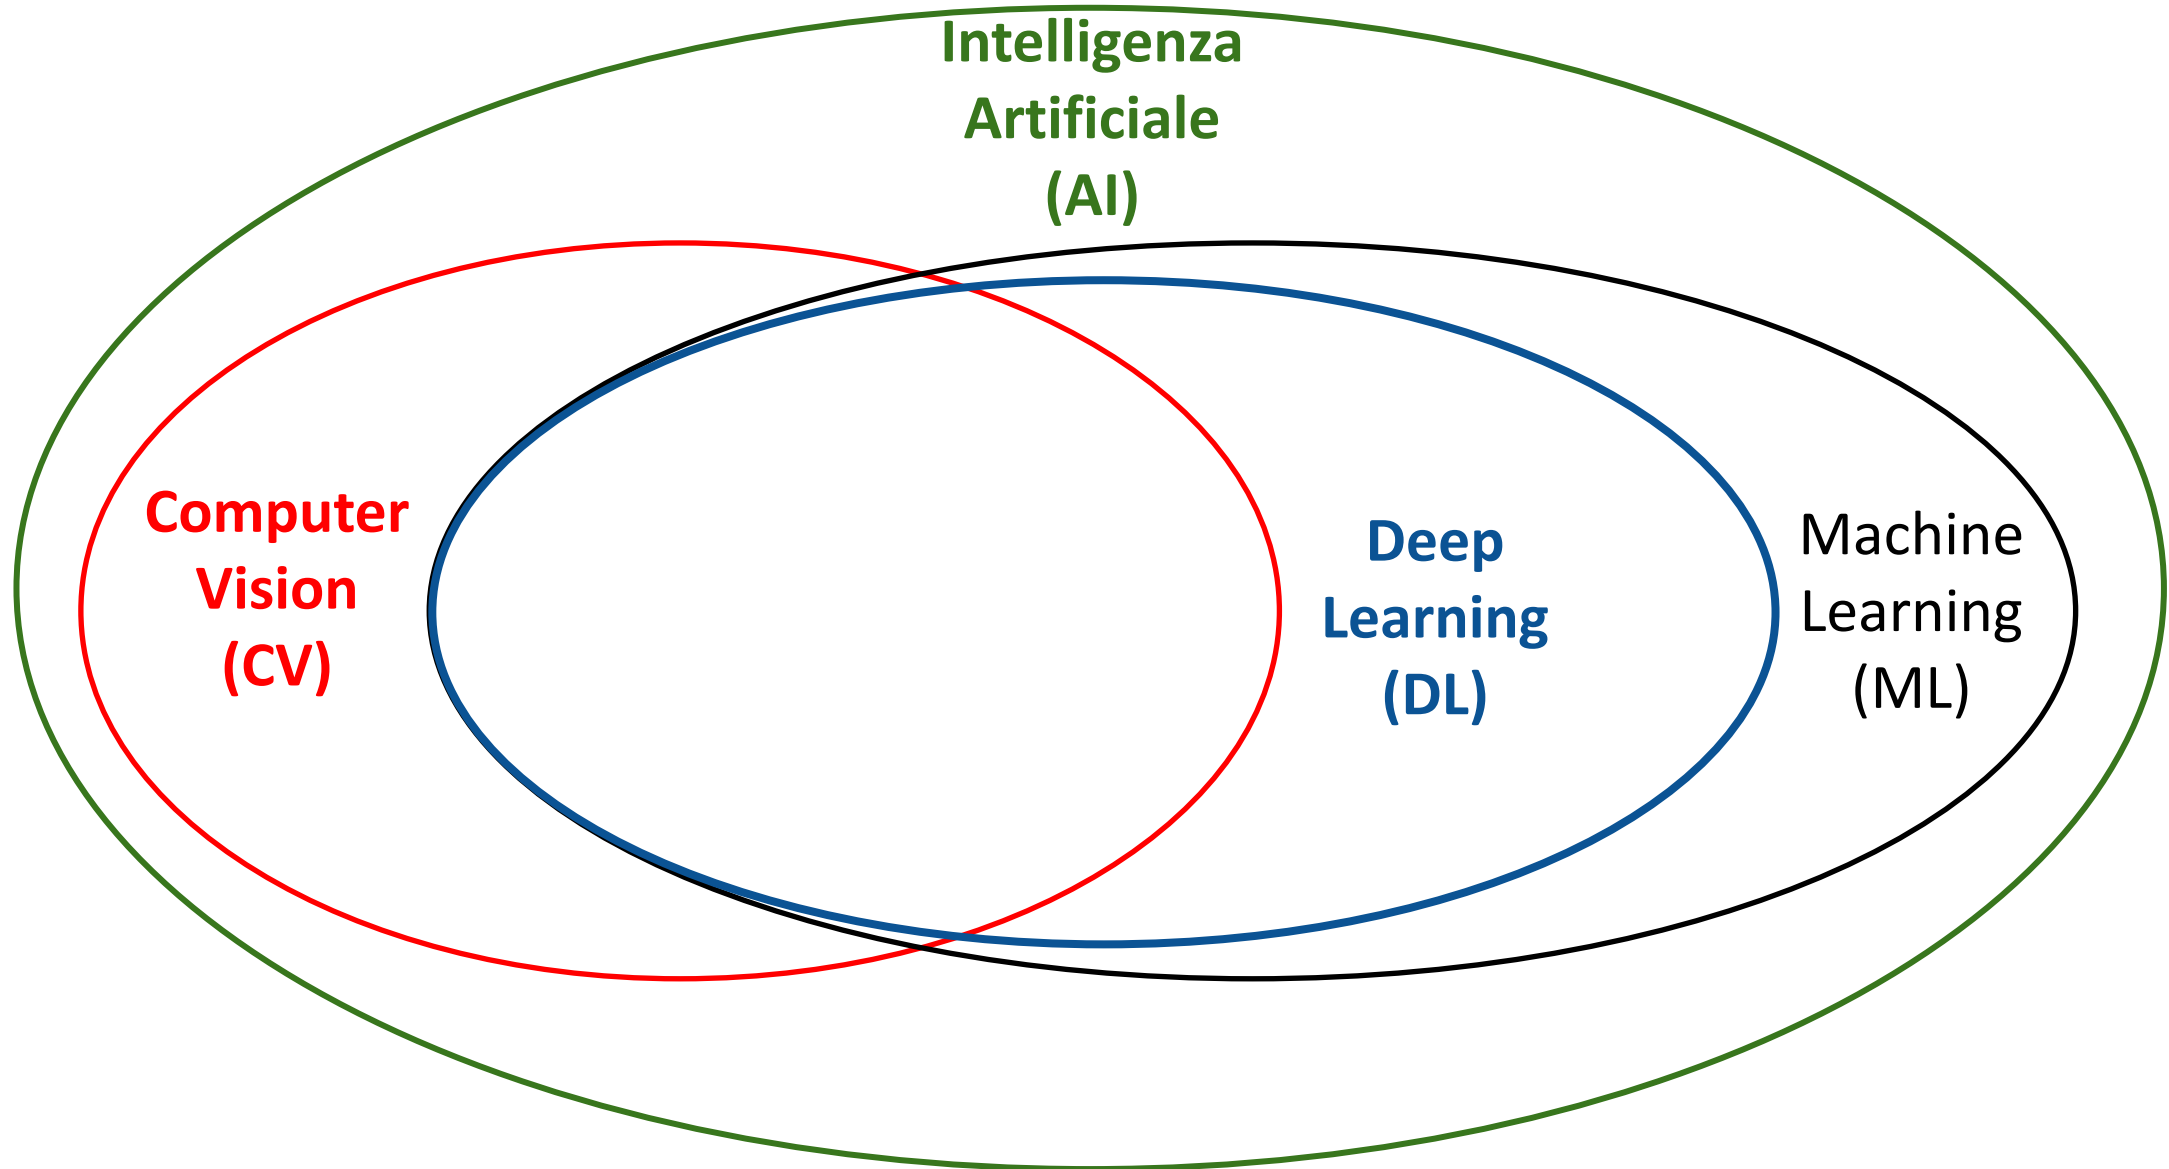 Intelligenza
Artificiale
(AI)
Computer
Vision
(CV)
Deep
Learning
(DL)
Machine
Learning
(ML)